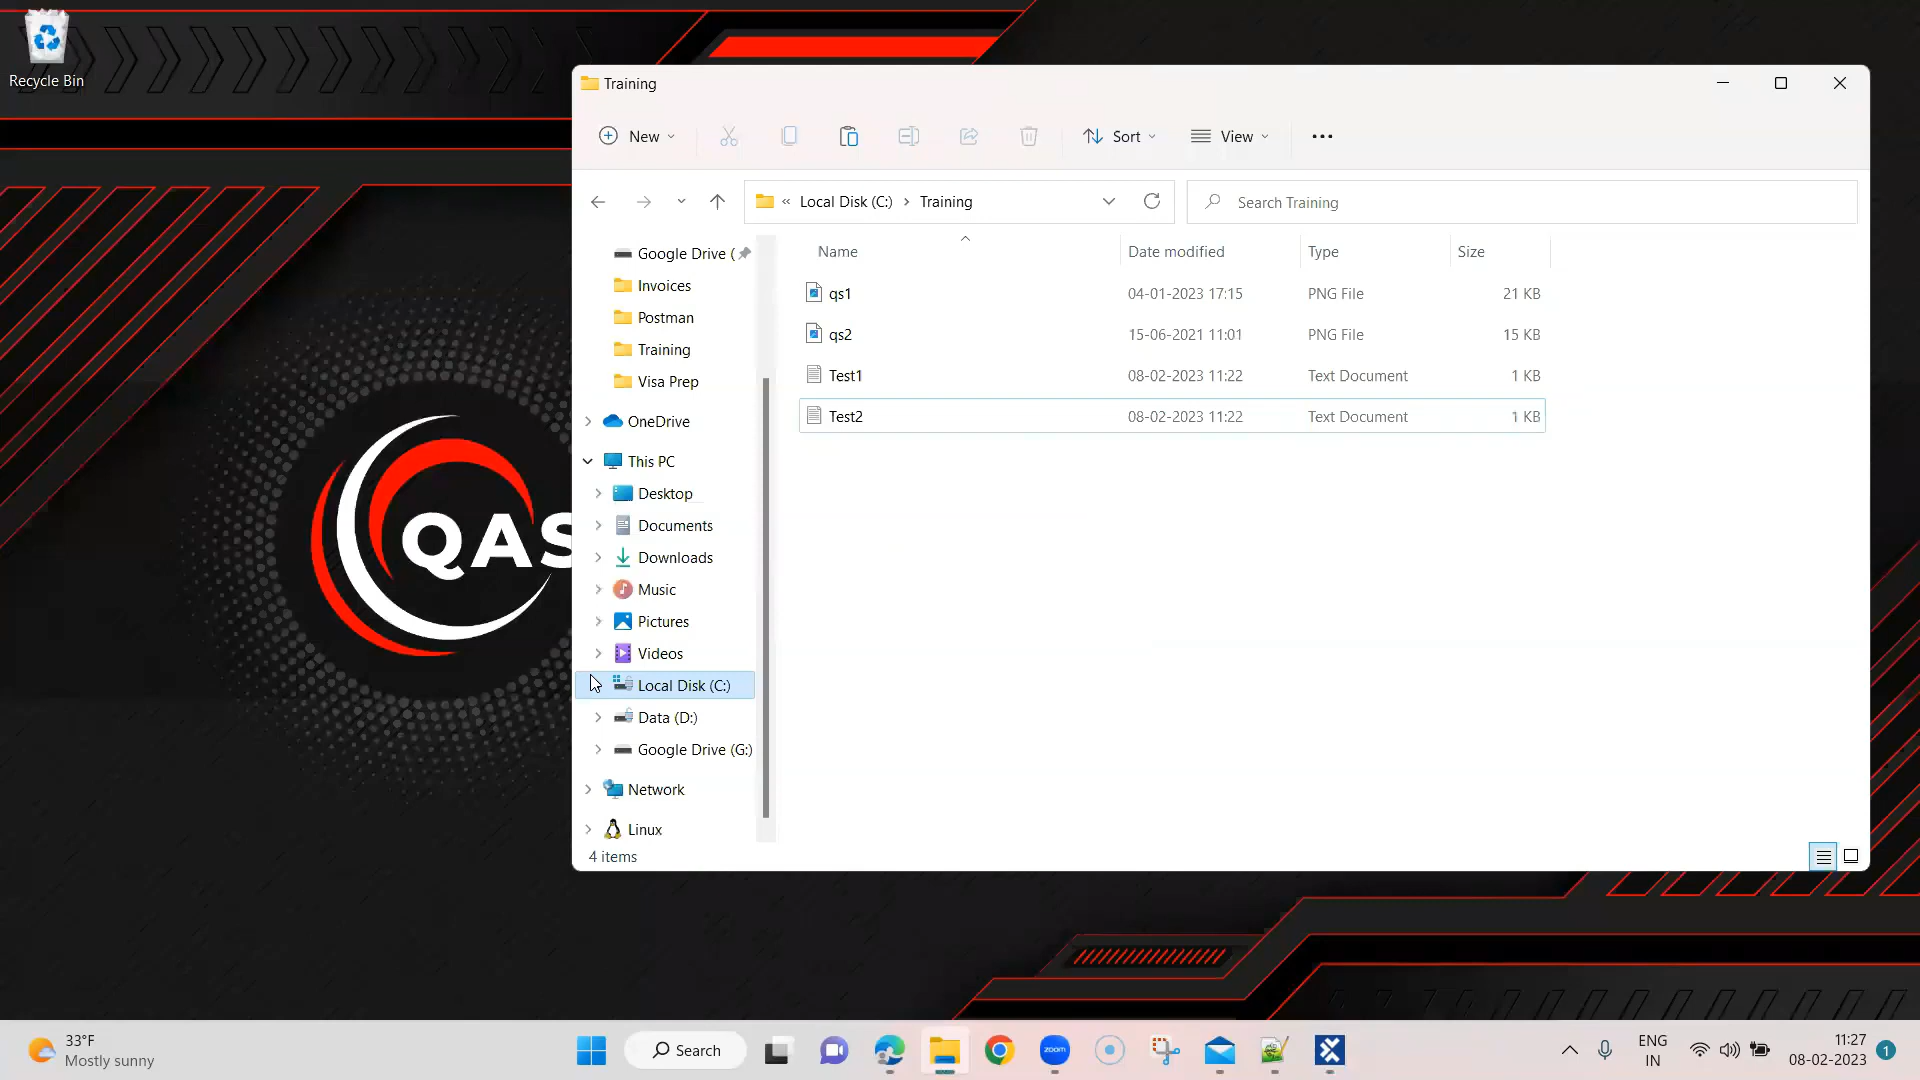 Recycle Bin
Training
New
Sort
View
Local Disk (C:)
Training
Search Training
Name
Date modified
Type
Size
qs1
04-01-2023 17:15
PNG File
21 KB
qs2
15-06-2021 11:01
PNG File
15 KB
Test1
08-02-2023 11:22
Text Document
1 KB
Test2
08-02-2023 11:22
Text Document
1 KB
Google Drive (
Invoices
Postman
Training
Visa Prep
OneDrive
This PC
Desktop
Documents
Downloads
Music
Pictures
Videos
Local Disk (C:)
Data (D:)
Google Drive (G:)
Network
Linux
4 items
QAS
33°F
Mostly sunny
Search
zoom
ENG
IN
11:27
08-02-2023
1